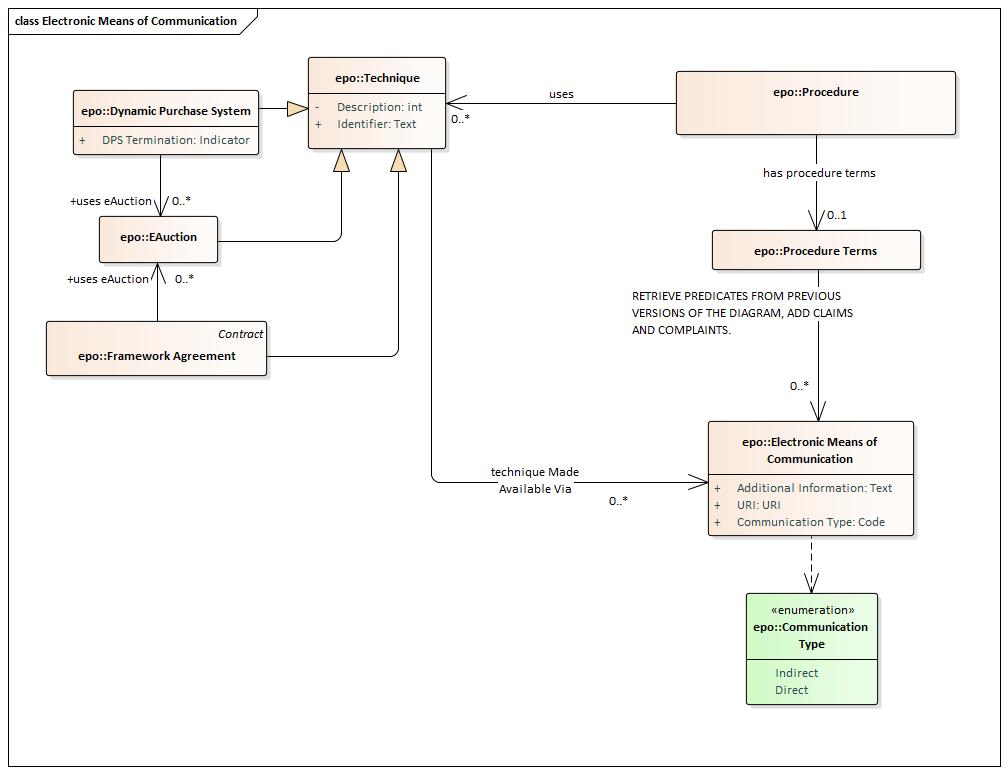 class Electronic Means of Communication
epo::Technique
- Description: int
+ Identifier: Text
epo::Dynamic Purchase System
+ DPS Termination: Indicator
uses
0..*
epo::Procedure
has procedure terms
0..1
+uses eAuction
0..*
epo::EAuction
+uses eAuction
0..*
Contract
epo::Framework Agreement
epo::Procedure Terms
RETRIEVE PREDICATES FROM PREVIOUS
VERSIONS OF THE DIAGRAM, ADD CLAIMS
AND COMPLAINTS.
0..*
technique Made
Available Via
0..*
epo::Electronic Means of
Communication
+ Additional Information: Text
+ URI: URI
+ Communication Type: Code
«enumeration»
epo::Communication
Type
Indirect
Direct